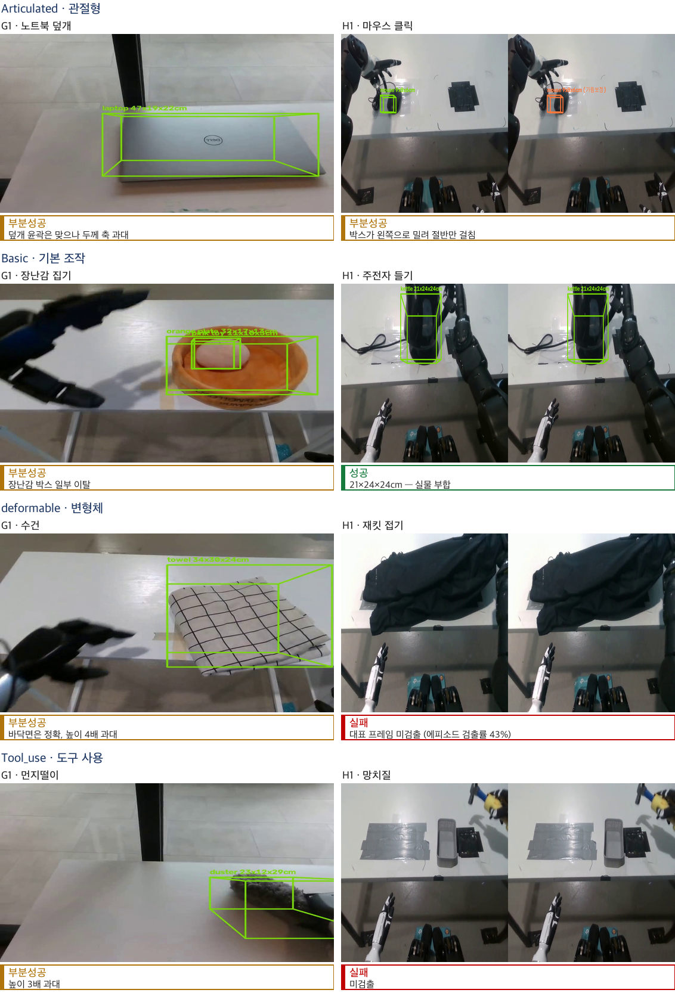 Articulated · 관절형
G1 · 노트북 덮개
H1 · 마우스 클릭
laptop 47x19x22cm
DELL
부분성공
덮개 윤곽은 맞으나 두께 축 과대
부분성공
박스가 왼쪽으로 밀려 절반만 걸침
Basic · 기본 조작
G1 · 장난감 집기
H1 · 주전자 들기
orange plate 32x17x13cm
pink toy 11x10x5cm
kettle 21x24x24cm
kettle 21x24x24cm
부분성공
장난감 박스 일부 이탈
성공
21×24×24cm — 실물 부합
deformable · 변형체
G1 · 수건
H1 · 재킷 접기
부분성공
바닥면은 정확, 높이 4배 과대
실패
대표 프레임 미검출 (에피소드 검출률 43%)
Tool_use · 도구 사용
G1 · 먼지떨이
H1 · 망치질
duster 23x12x29cm
부분성공
높이 3배 과대
실패
미검출